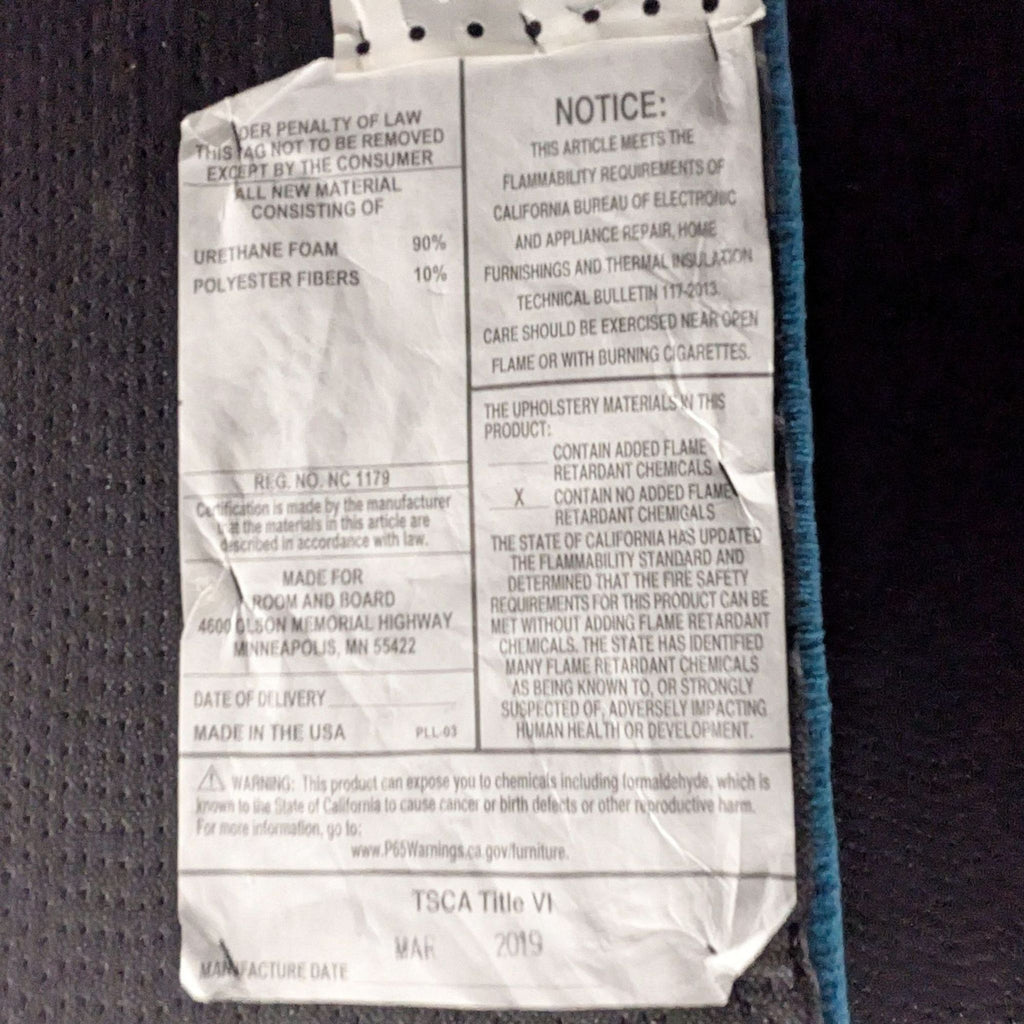 DER PENALTY OF LAW
THIS TAG NOT TO BE REMOVED
EXCEPT BY THE CONSUMER
ALL NEW MATERIAL
CONSISTING OF
URETHANE FOAM 90%
POLYESTER FIBERS 10%
REG. NO. NC 1179
Certification is made by the manufacturer
that the materials in this article are
described in accordance with law.
MADE FOR
ROOM AND BOARD
4600 OLSON MEMORIAL HIGHWAY
MINNEAPOLIS, MN 55422
DATE OF DELIVERY
MADE IN THE USA PLL-03
NOTICE:
THIS ARTICLE MEETS THE
FLAMMABILITY REQUIREMENTS OF
CALIFORNIA BUREAU OF ELECTRONIC
AND APPLIANCE REPAIR, HOME
FURNISHINGS AND THERMAL INSULATION
TECHNICAL BULLETIN 117-2013.
CARE SHOULD BE EXERCISED NEAR OPEN
FLAME OR WITH BURNING CIGARETTES.
THE UPHOLSTERY MATERIALS IN THIS
PRODUCT:
CONTAIN ADDED FLAME
RETARDANT CHEMICALS
X CONTAIN NO ADDED FLAME
RETARDANT CHEMICALS
THE STATE OF CALIFORNIA HAS UPDATED
THE FLAMMABILITY STANDARD AND
DETERMINED THAT THE FIRE SAFETY
REQUIREMENTS FOR THIS PRODUCT CAN BE
MET WITHOUT ADDING FLAME RETARDANT
CHEMICALS. THE STATE HAS IDENTIFIED
MANY FLAME RETARDANT CHEMICALS
AS BEING KNOWN TO, OR STRONGLY
SUSPECTED OF, ADVERSELY IMPACTING
HUMAN HEALTH OR DEVELOPMENT.
⚠ WARNING: This product can expose you to chemicals including formaldehyde, which is
known to the State of California to cause cancer or birth defects or other reproductive harm.
For more information, go to:
www.P65Warnings.ca.gov/furniture.
TSCA Title VI
MAR 2019
MANUFACTURE DATE